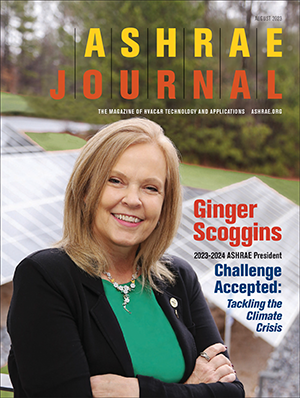 AUGUST 2023
ASHRAE
JOURNAL
THE MAGAZINE OF HVAC&R TECHNOLOGY AND APPLICATIONS ASHRAE.ORG
Ginger
Scoggins
2023-2024 ASHRAE President
Challenge
Accepted:
Tackling the
Climate
Crisis